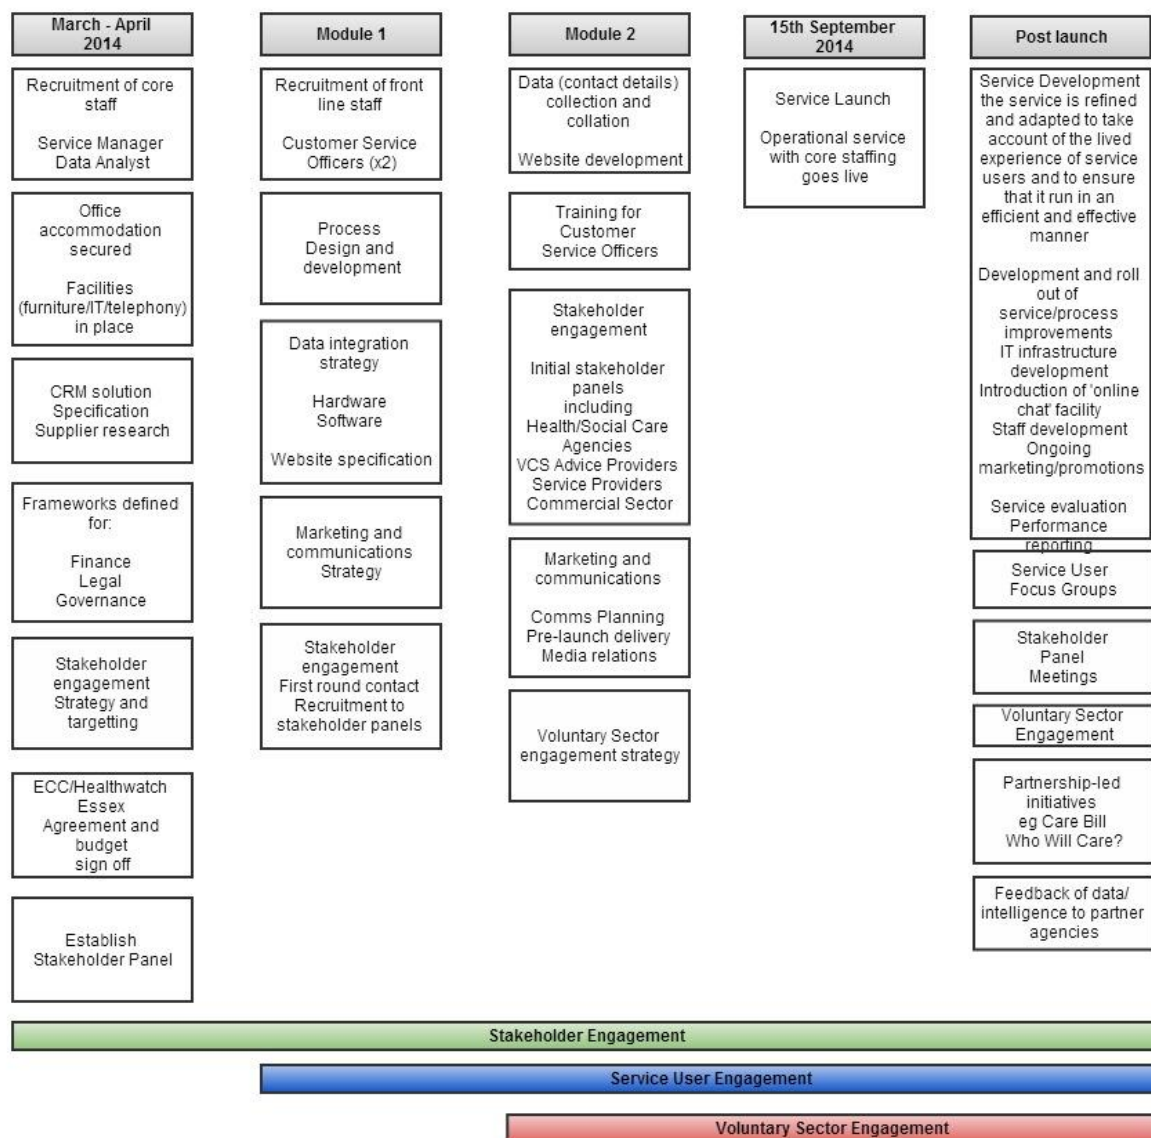 March - April
2014
Recruitment of core
staff
Service Manager
Data Analyst
Office
accommodation
secured
Facilities
(furniture/IT/telephony)
in place
CRM solution
Specification
Supplier research
Frameworks defined
for:
Finance
Legal
Governance
Stakeholder
engagement
Strategy and
targetting
ECC/Healthwatch
Essex
Agreement and
budget
sign off
Establish
Stakeholder Panel
Module 1
Recruitment of front
line staff
Customer Service
Officers (x2)
Process
Design and
development
Data integration
strategy
Hardware
Software
Website specification
Marketing and
communications
Strategy
Stakeholder
engagement
First round contact
Recruitment to
stakeholder panels
Module 2
Data (contact details)
collection and
collation
Website development
Training for
Customer
Service Officers
Stakeholder
engagement
Initial stakeholder
panels
including
Health/Social Care
Agencies
VCS Advice Providers
Service Providers
Commercial Sector
Marketing and
communications
Comms Planning
Pre-launch delivery
Media relations
Voluntary Sector
engagement strategy
15th September
2014
Service Launch
Operational service
with core staffing
goes live
Post launch
Service Development
the service is refined
and adapted to take
account of the lived
experience of service
users and to ensure
that it run in an
efficient and effective
manner
Development and roll
out of
service/process
improvements
IT infrastructure
development
Introduction of 'online
chat' facility
Staff development
Ongoing
marketing/promotions
Service evaluation
Performance
reporting
Service User
Focus Groups
Stakeholder
Panel
Meetings
Voluntary Sector
Engagement
Partnership-led
initiatives
eg Care Bill
Who Will Care?
Feedback of data/
intelligence to partner
agencies
Stakeholder Engagement
Service User Engagement
Voluntary Sector Engagement